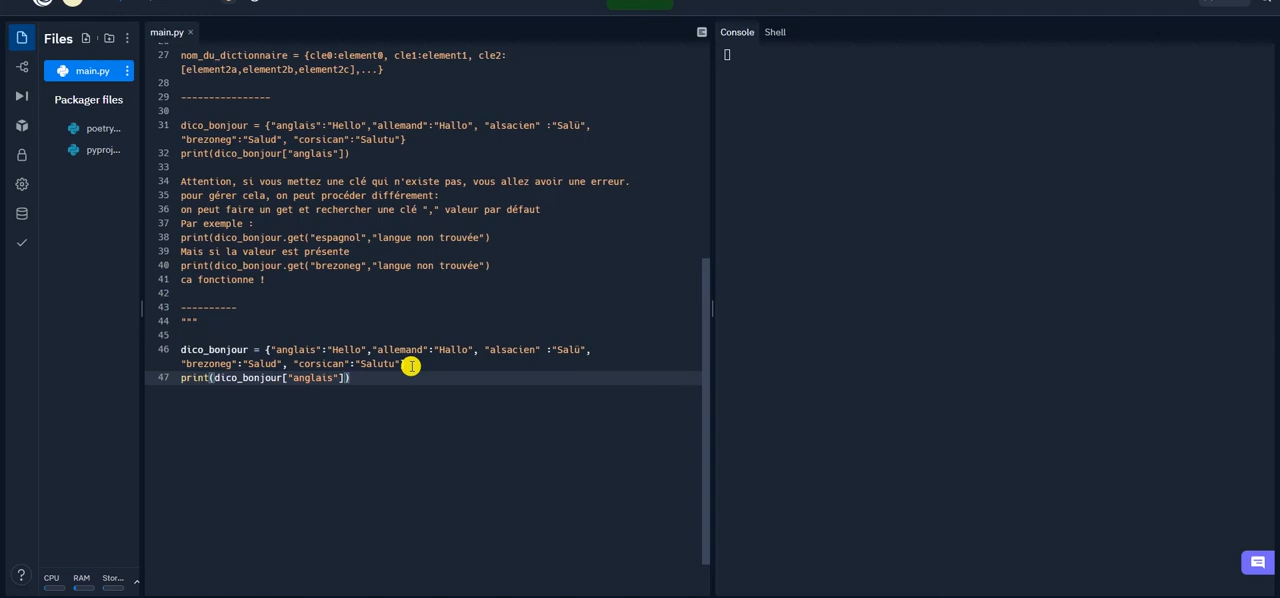 Files
main.py
Packager files
poetry...
pyproj...
CPU RAM Stor...
main.py ×
27 nom_du_dictionnaire = {cle0:element0, cle1:element1, cle2:
[element2a,element2b,element2c],...}
28
29 ----------------
30
31 dico_bonjour = {"anglais":"Hello","allemand":"Hallo", "alsacien" :"Salü",
"brezoneg":"Salud", "corsican":"Salutu"}
32 print(dico_bonjour["anglais"])
33
34 Attention, si vous mettez une clé qui n'existe pas, vous allez avoir une erreur.
35 pour gérer cela, on peut procéder différement:
36 on peut faire un get et rechercher une clé "," valeur par défaut
37 Par exemple :
38 print(dico_bonjour.get("espagnol","langue non trouvée")
39 Mais si la valeur est présente
40 print(dico_bonjour.get("brezoneg","langue non trouvée")
41 ca fonctionne !
42
43 ----------
44 """
45
46 dico_bonjour = {"anglais":"Hello","allemand":"Hallo", "alsacien" :"Salü",
"brezoneg":"Salud", "corsican":"Salutu"}
47 print(dico_bonjour["anglais"])
Console Shell